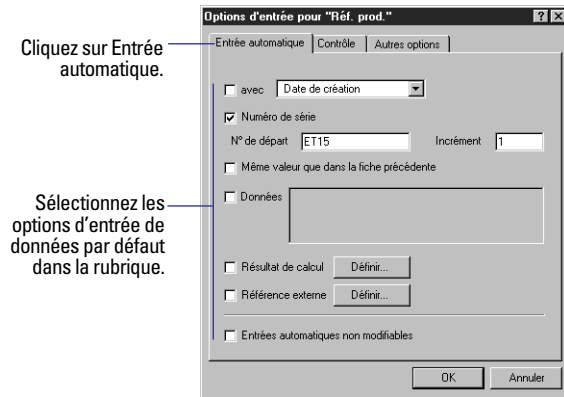 Options d'entrée pour "Réf. prod."
Cliquez sur Entrée
automatique.
Entrée automatique
Contrôle
Autres options
avec
Date de création
Numéro de série
N° de départ
ET15
Incrément
1
Même valeur que dans la fiche précédente
Sélectionnez les
options d’entrée de
données par défaut
dans la rubrique.
Données
Résultat de calcul
Définir...
Référence externe
Définir...
Entrées automatiques non modifiables
OK
Annuler